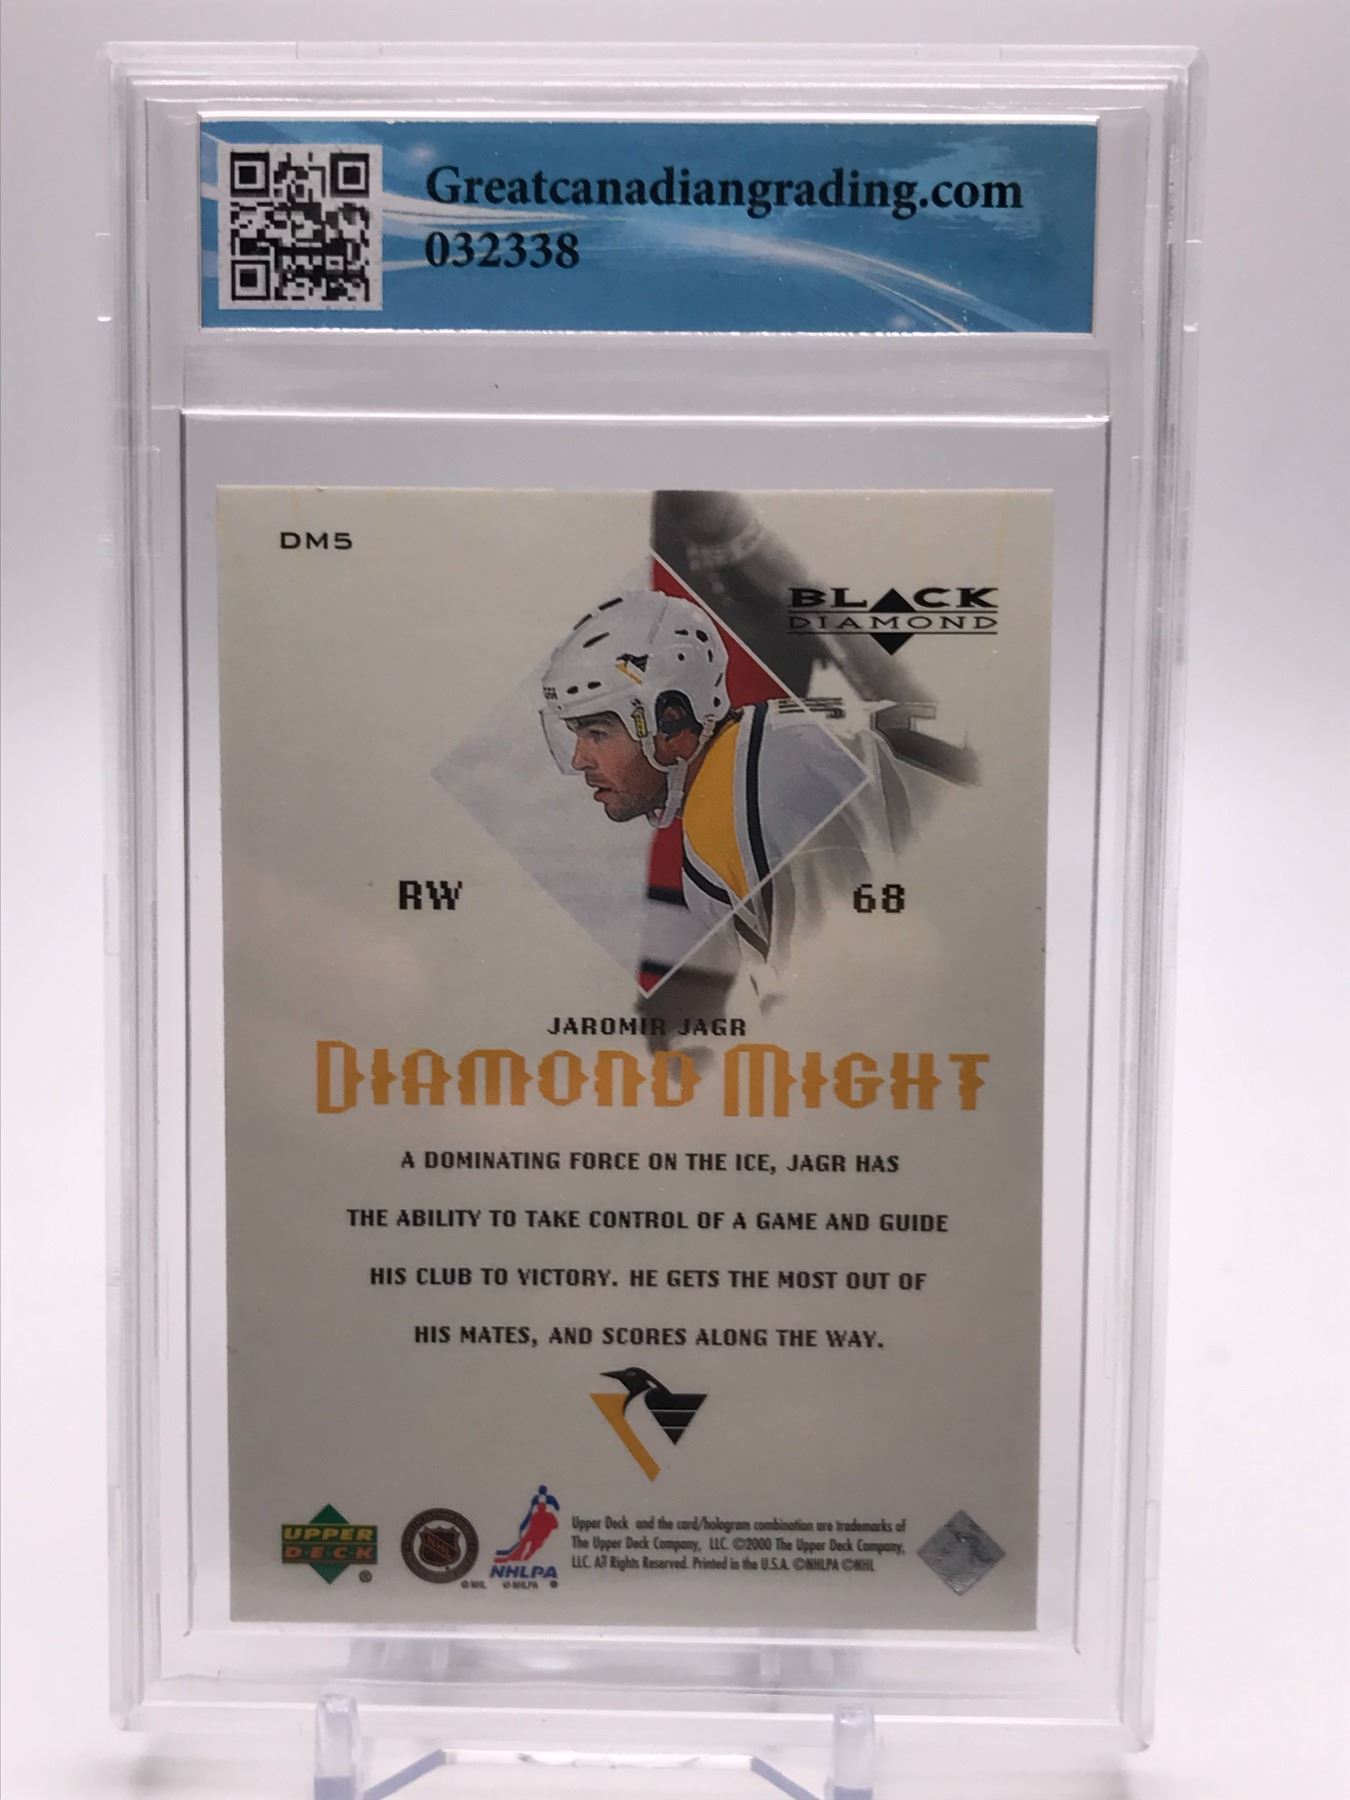 Greatcanadiangrading.com
032338
DM5
BLACK
DIAMOND
RW
68
JAROMIR JAGR
DIAMOND MIGHT
A DOMINATING FORCE ON THE ICE, JAGR HAS
THE ABILITY TO TAKE CONTROL OF A GAME AND GUIDE
HIS CLUB TO VICTORY. HE GETS THE MOST OUT OF
HIS MATES, AND SCORES ALONG THE WAY.
UPPER
D·E·C·K
®
NHL
© NHL
NHLPA
© NHLPA ®
Upper Deck and the card/hologram combination are trademarks of
The Upper Deck Company, LLC. ©2000 The Upper Deck Company,
LLC. All Rights Reserved. Printed in the U.S.A. ©NHLPA ©NHL